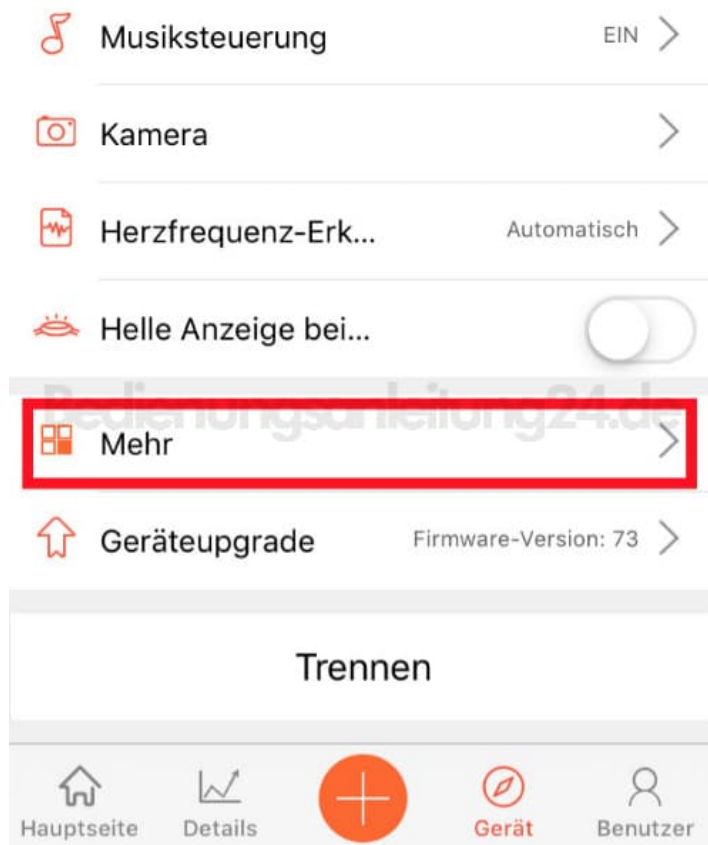 Musiksteuerung EIN
Kamera
Herzfrequenz-Erk... Automatisch
Helle Anzeige bei...
Bedienungsanleitung24.de
Mehr
Geräteupgrade Firmware-Version: 73
Trennen
Hauptseite Details Gerät Benutzer